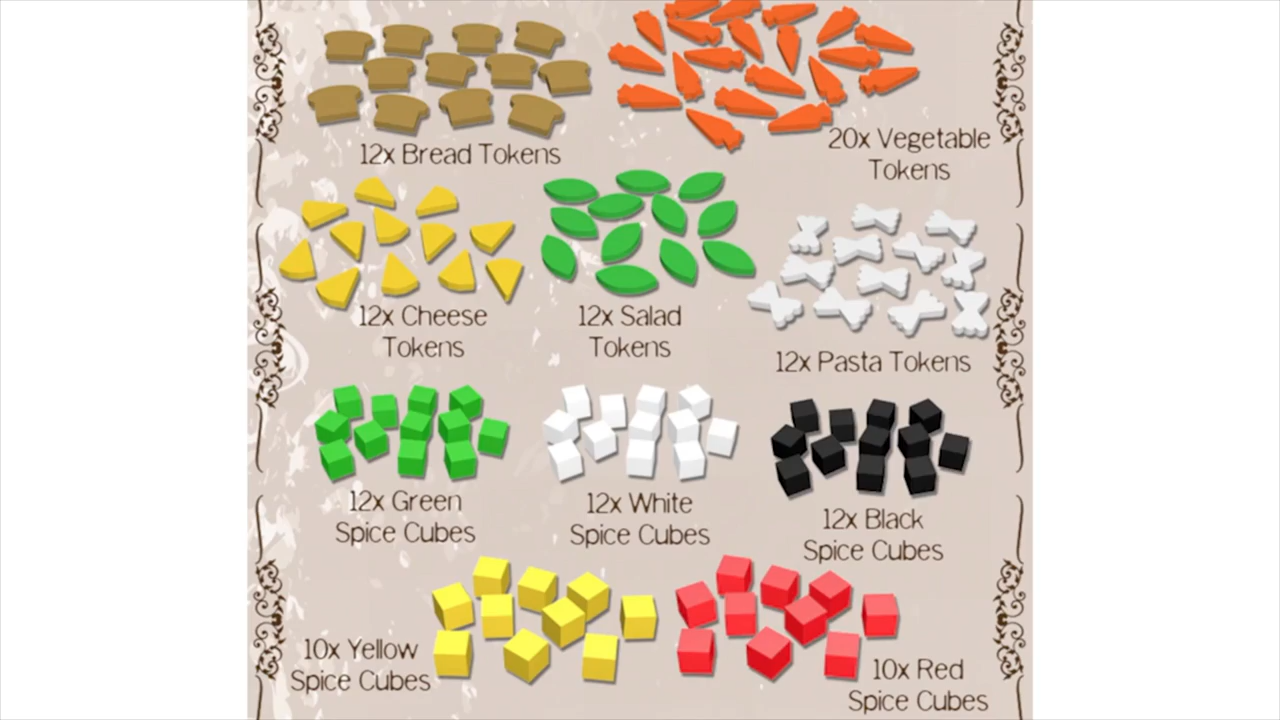 12x Bread Tokens
20x Vegetable
Tokens
12x Cheese
Tokens
12x Salad
Tokens
12x Pasta Tokens
12x Green
Spice Cubes
12x White
Spice Cubes
12x Black
Spice Cubes
10x Yellow
Spice Cubes
10x Red
Spice Cubes